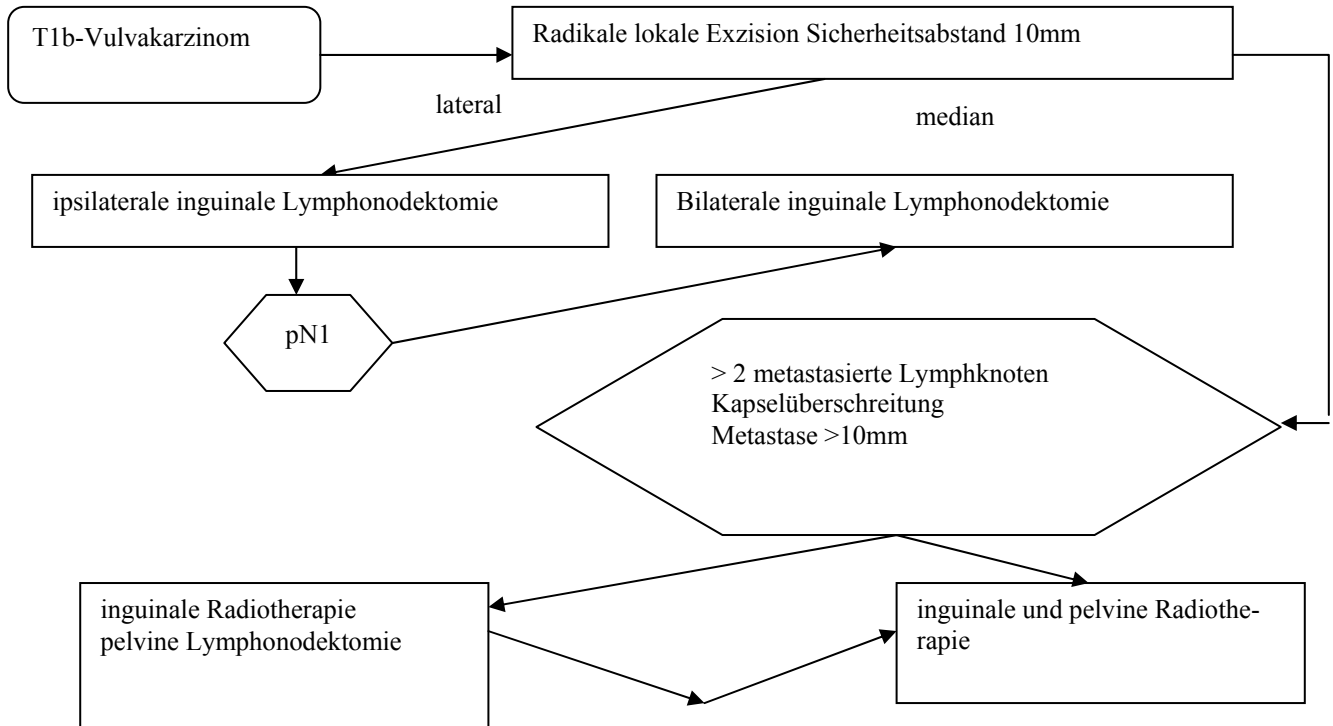 T1b-Vulvakarzinom
Radikale lokale Exzision Sicherheitsabstand 10mm
lateral
median
ipsilaterale inguinale Lymphonodektomie
Bilaterale inguinale Lymphonodektomie
pN1
> 2 metastasierte Lymphknoten
Kapselüberschreitung
Metastase >10mm
inguinale Radiotherapie
pelvine Lymphonodektomie
inguinale und pelvine Radiothe-
rapie